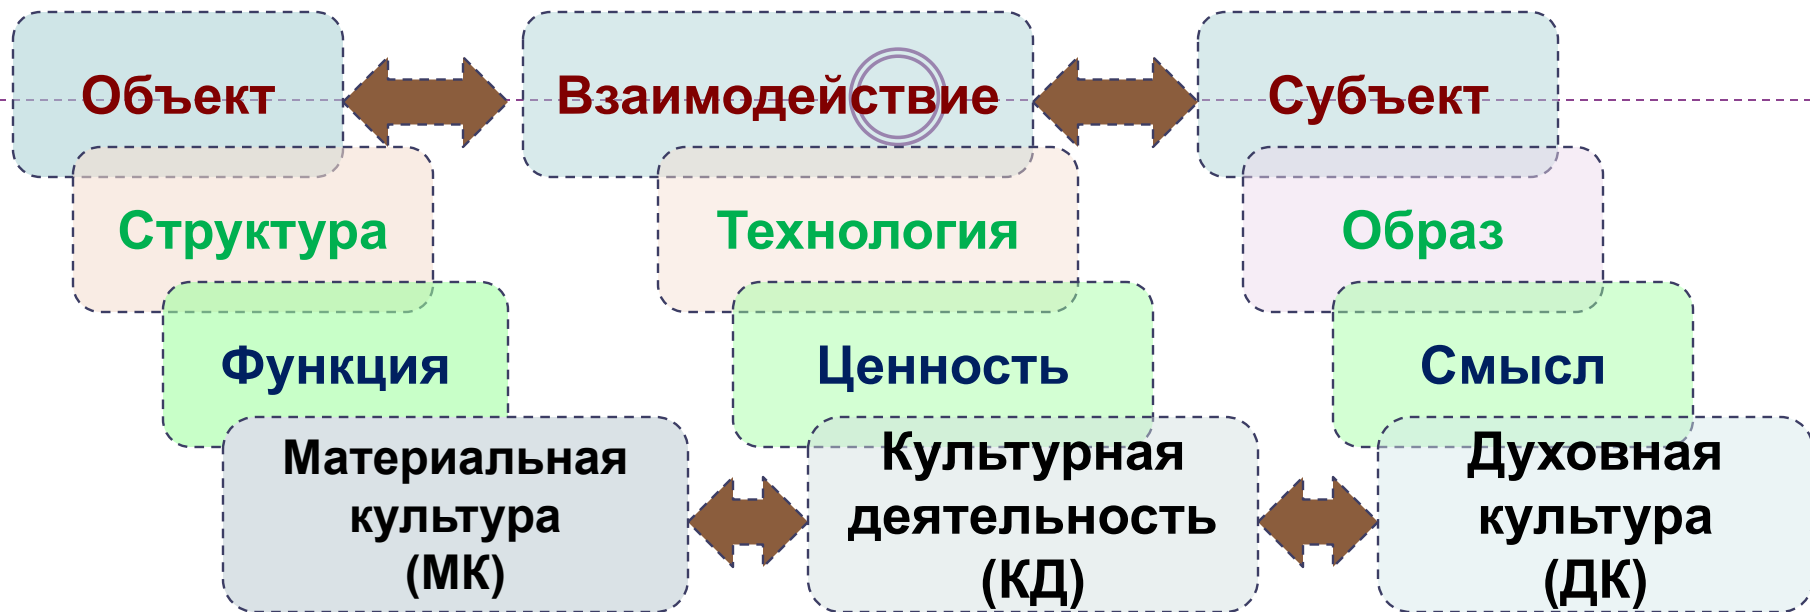 Объект
Взаимодействие
Субъект
Структура
Технология
Образ
Функция
Ценность
Смысл
Материальная
культура
(МК)
Культурная
деятельность
(КД)
Духовная
культура
(ДК)